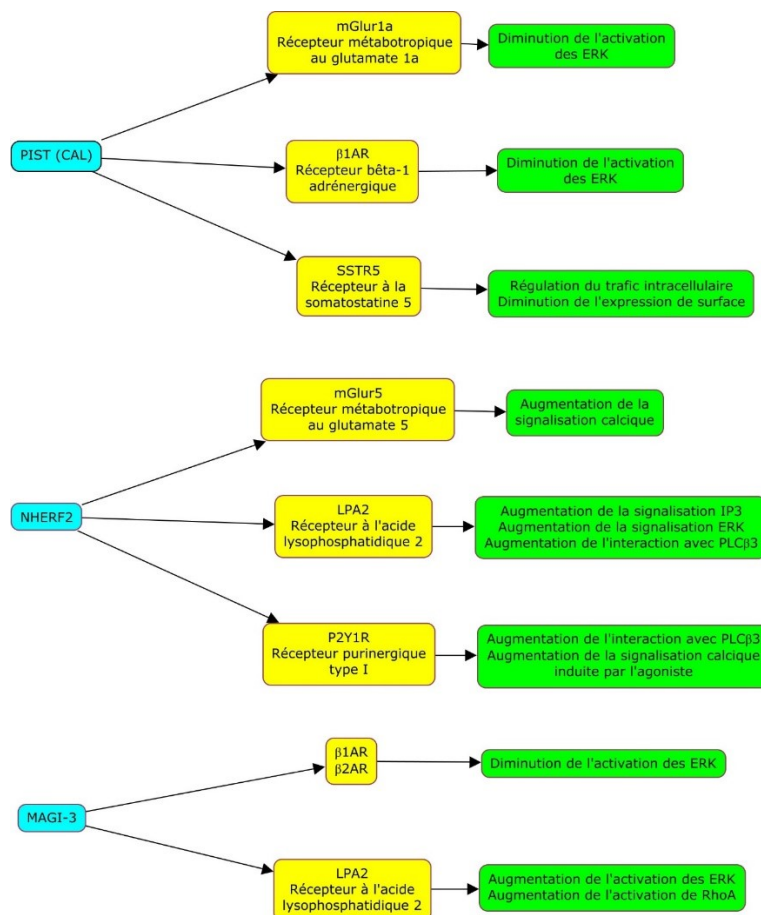 mGlur1a
Récepteur métabotropique
au glutamate 1a
Diminution de l'activation
des ERK
PIST (CAL)
β1AR
Récepteur bêta-1
adrénergique
Diminution de l'activation
des ERK
SSTR5
Récepteur à la
somatostatine 5
Régulation du trafic intracellulaire
Diminution de l'expression de surface
mGlur5
Récepteur métabotropique
au glutamate 5
Augmentation de la
signalisation calcique
NHERF2
LPA2
Récepteur à l'acide
lysophosphatidique 2
Augmentation de la signalisation IP3
Augmentation de la signalisation ERK
Augmentation de l'interaction avec PLCβ3
P2Y1R
Récepteur purinergique
type I
Augmentation de l'interaction avec PLCβ3
Augmentation de la signalisation calcique
induite par l'agoniste
β1AR
β2AR
Diminution de l'activation des ERK
MAGI-3
LPA2
Récepteur à l'acide
lysophosphatidique 2
Augmentation de l'activation des ERK
Augmentation de l'activation de RhoA